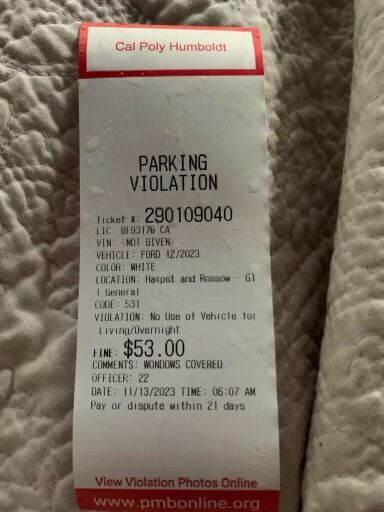 Cal Poly Humboldt
PARKING
VIOLATION
Ticket #: 290109040
LIC: 8F93176 CA
VIN: <NOT GIVEN>
VEHICLE: FORD 12/2023
COLOR: WHITE
LOCATION: Harpst and Rossow - G1
1 General
CODE: 531
VIOLATION: No Use of Vehicle for
Living/Overnight
FINE: $53.00
COMMENTS: WONDOWS COVERED
OFFICER: 22
DATE: 11/13/2023 TIME: 06:07 AM
Pay or dispute within 21 days
View Violation Photos Online
www.pmbonline.org